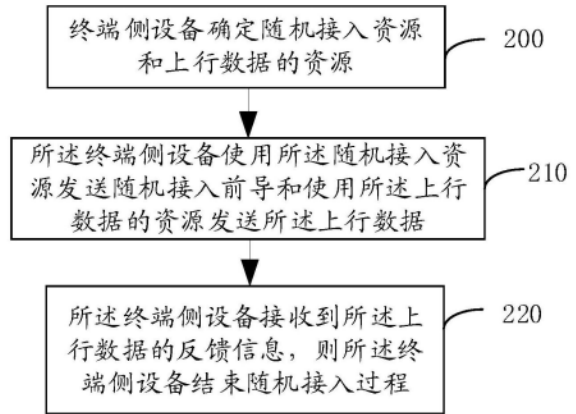 终端侧设备确定随机接入资源
和上行数据的资源
200
所述终端侧设备使用所述随机接入资
源发送随机接入前导和使用所述上行
数据的资源发送所述上行数据
210
所述终端侧设备接收到所述上
行数据的反馈信息，则所述终
端侧设备结束随机接入过程
220